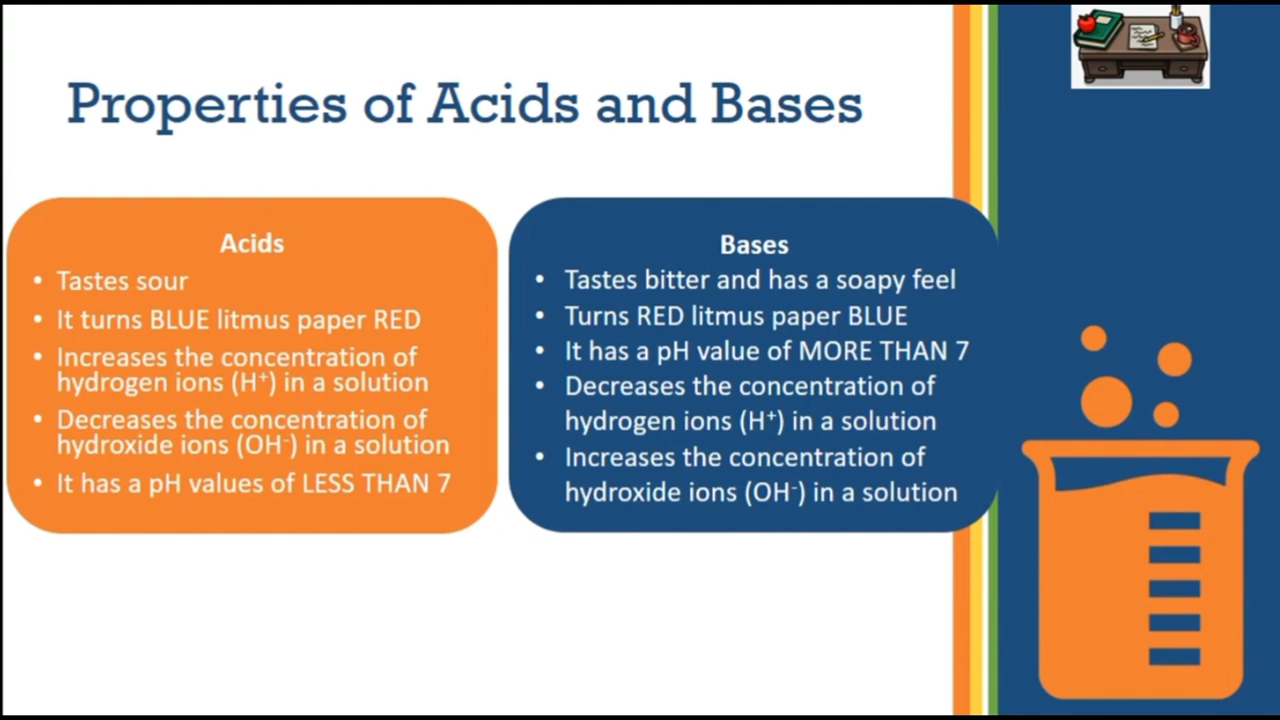 Properties of Acids and Bases
Acids
• Tastes sour
• It turns BLUE litmus paper RED
• Increases the concentration of
hydrogen ions (H⁺) in a solution
• Decreases the concentration of
hydroxide ions (OH⁻) in a solution
• It has a pH values of LESS THAN 7
Bases
• Tastes bitter and has a soapy feel
• Turns RED litmus paper BLUE
• It has a pH value of MORE THAN 7
• Decreases the concentration of
hydrogen ions (H⁺) in a solution
• Increases the concentration of
hydroxide ions (OH⁻) in a solution